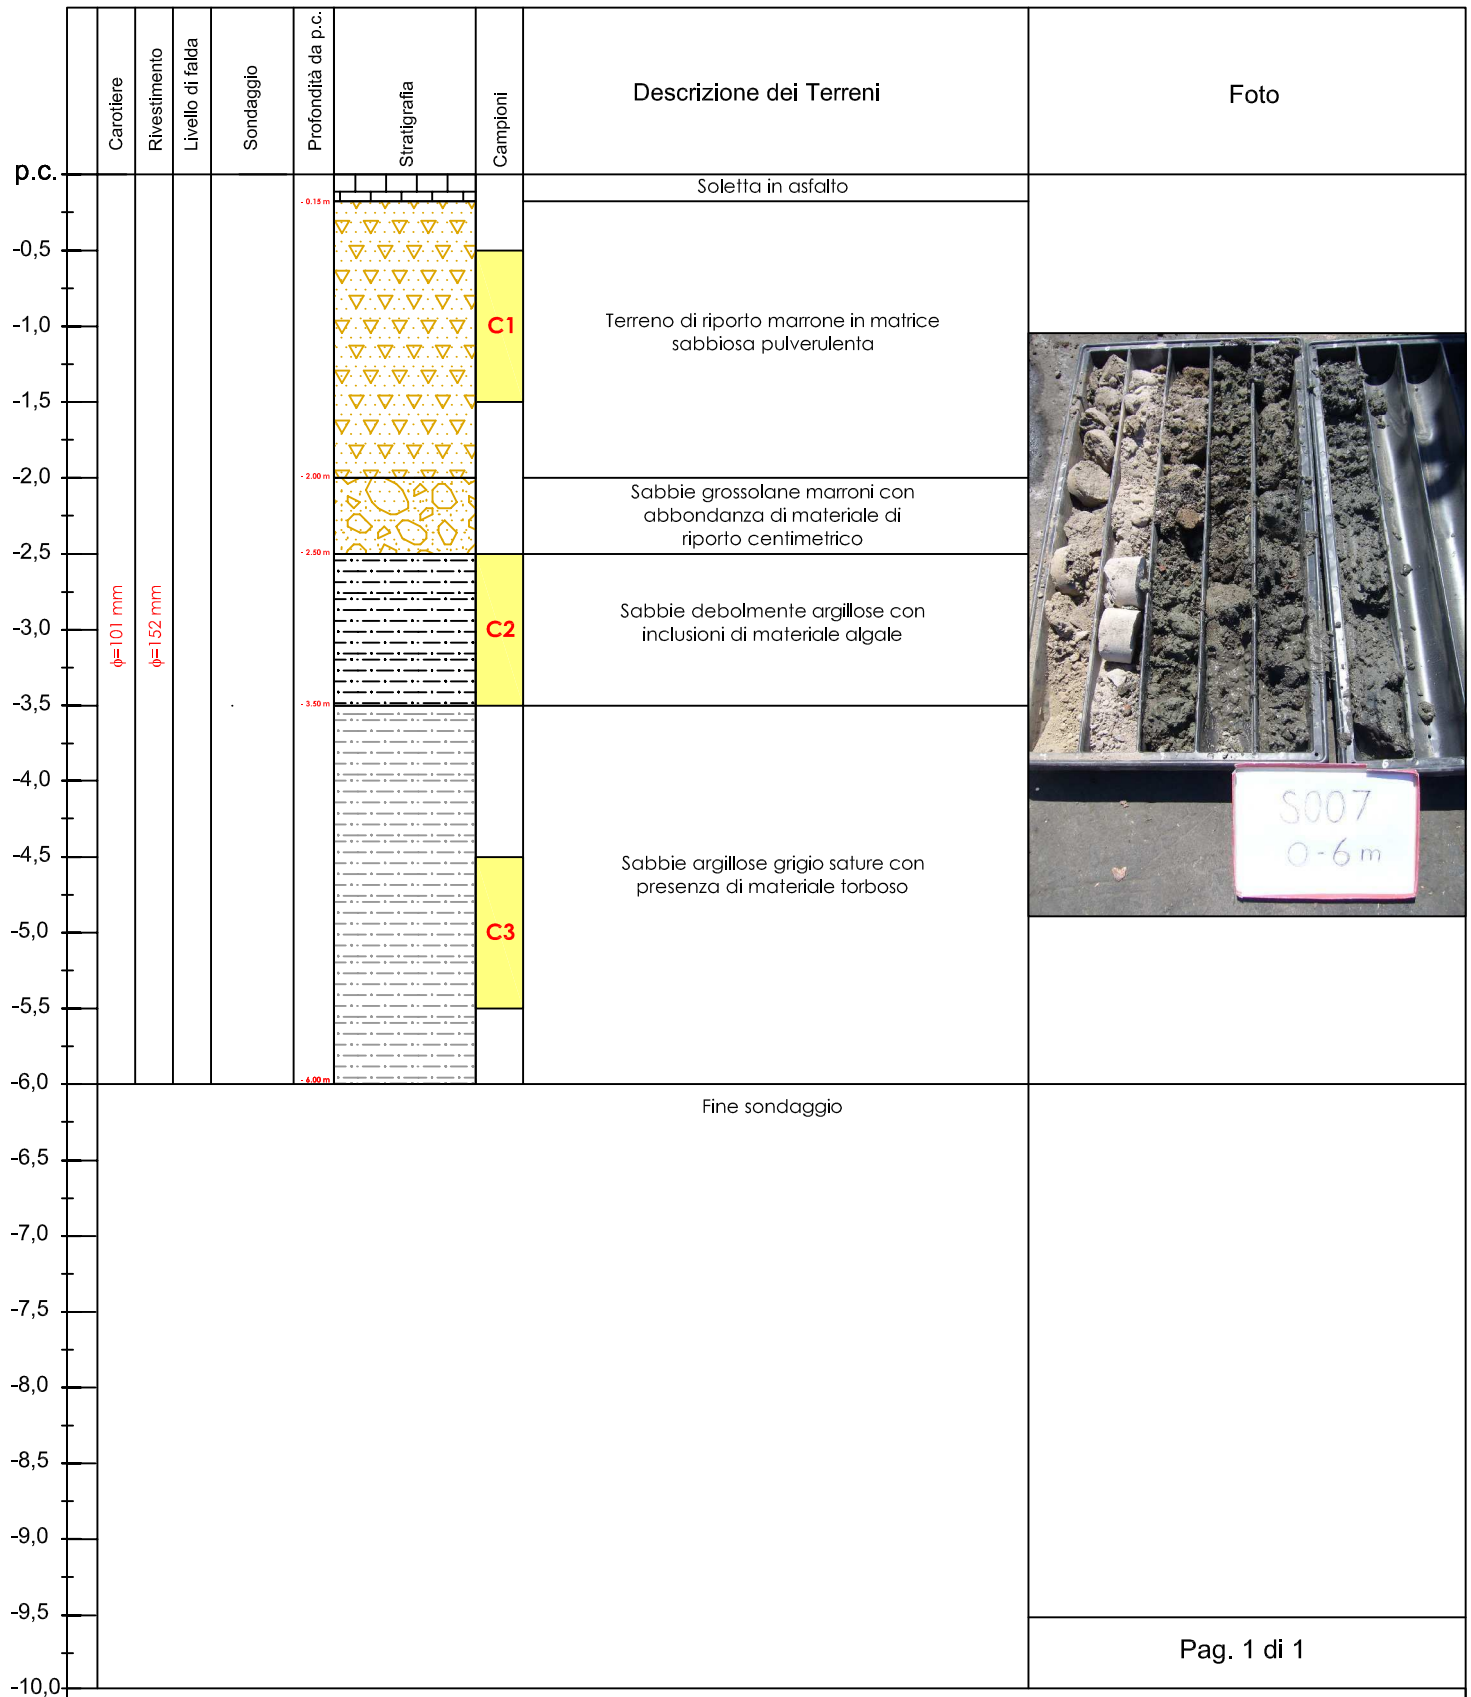 Carotiere
Rivestimento
Livello di falda
Sondaggio
Profondità da p.c.
Stratigrafia
Campioni
Descrizione dei Terreni
Foto
p.c.
Soletta in asfalto
- 0.15 m
-0,5
C1
-1,0
Terreno di riporto marrone in matrice
sabbiosa pulverulenta
-1,5
-2,0
- 2.00 m
Sabbie grossolane marroni con
abbondanza di materiale di
riporto centimetrico
-2,5
- 2.50 m
ϕ=101 mm
ϕ=152 mm
Sabbie debolmente argillose con
inclusioni di materiale algale
-3,0
C2
-3,5
- 3.50 m
-4,0
S007
0-6 m
-4,5
Sabbie argillose grigio sature con
presenza di materiale torboso
-5,0
C3
-5,5
-6,0
- 6.00 m
Fine sondaggio
-6,5
-7,0
-7,5
-8,0
-8,5
-9,0
-9,5
Pag. 1 di 1
-10,0